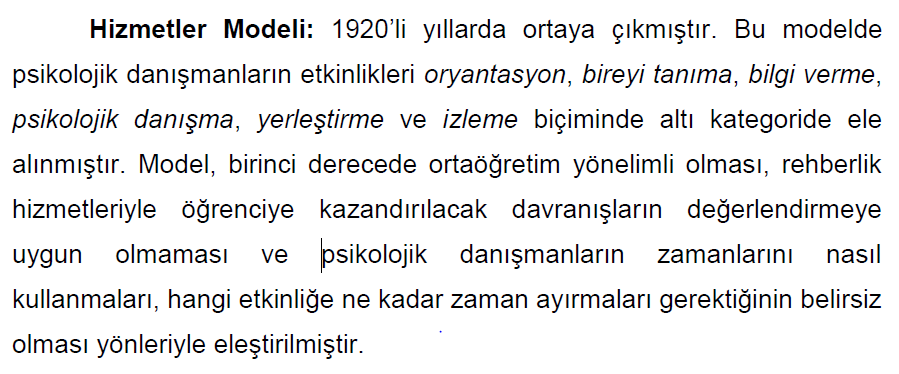 Hizmetler Modeli: 1920’li yıllarda ortaya çıkmıştır. Bu modelde
psikolojik danışmanların etkinlikleri oryantasyon, bireyi tanıma, bilgi verme,
psikolojik danışma, yerleştirme ve izleme biçiminde altı kategoride ele
alınmıştır. Model, birinci derecede ortaöğretim yönelimli olması, rehberlik
hizmetleriyle öğrenciye kazandırılacak davranışların değerlendirmeye
uygun olmaması ve psikolojik danışmanların zamanlarını nasıl
kullanmaları, hangi etkinliğe ne kadar zaman ayırmaları gerektiğinin belirsiz
olması yönleriyle eleştirilmiştir.